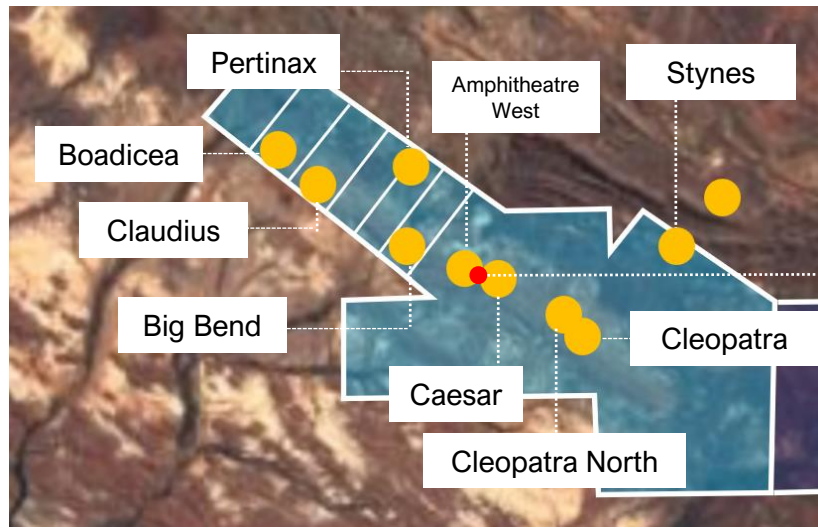 Pertinax
Amphitheatre
West
Stynes
Boadicea
Claudius
Big Bend
Cleopatra
Caesar
Cleopatra North